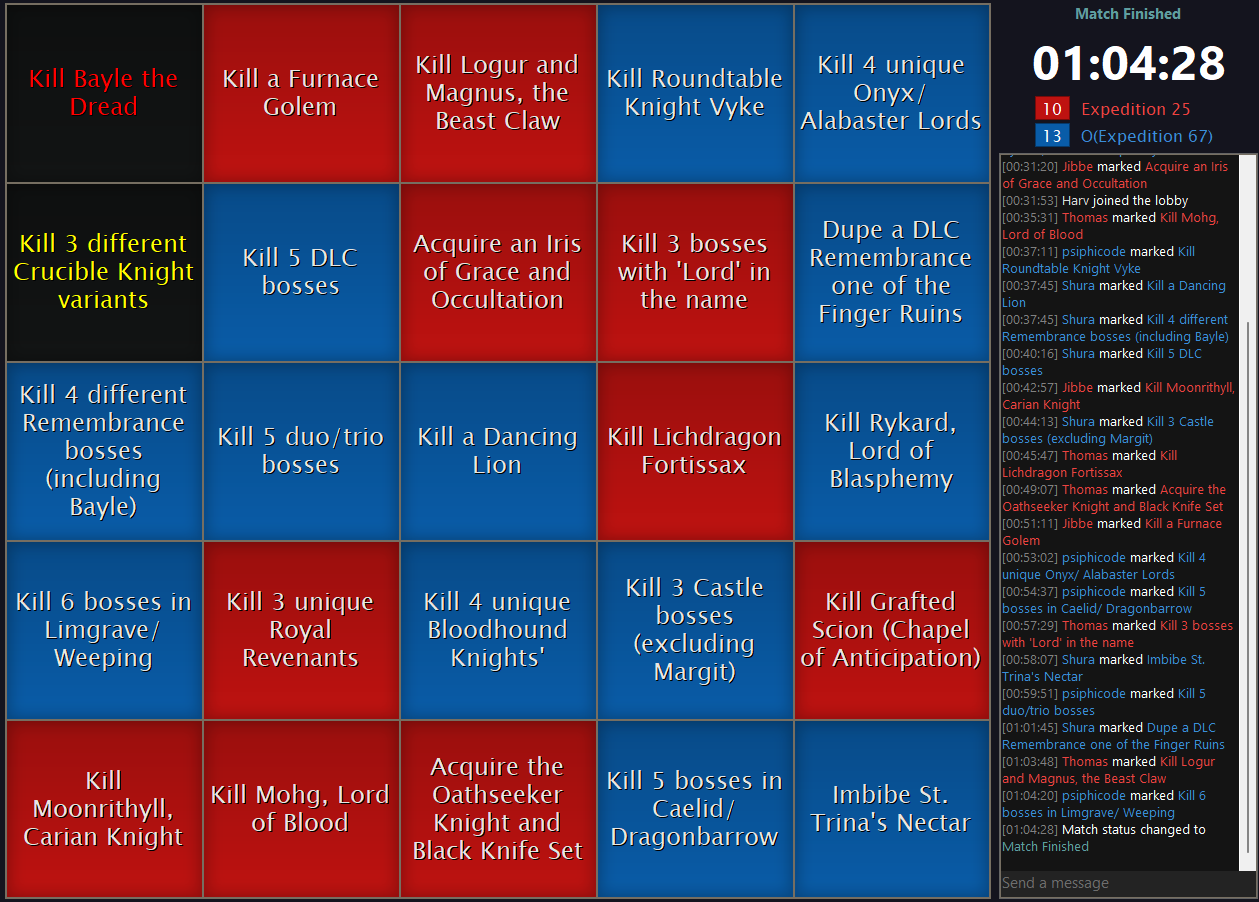 Kill Bayle the
Dread
Kill a Furnace
Golem
Kill Logur and
Magnus, the
Beast Claw
Kill Roundtable
Knight Vyke
Kill 4 unique
Onyx/
Alabaster Lords
Kill 3 different
Crucible Knight
variants
Kill 5 DLC
bosses
Acquire an Iris
of Grace and
Occultation
Kill 3 bosses
with 'Lord' in
the name
Dupe a DLC
Remembrance
one of the
Finger Ruins
Kill 4 different
Remembrance
bosses
(including
Bayle)
Kill 5 duo/trio
bosses
Kill a Dancing
Lion
Kill Lichdragon
Fortissax
Kill Rykard,
Lord of
Blasphemy
Kill 6 bosses in
Limgrave/
Weeping
Kill 3 unique
Royal
Revenants
Kill 4 unique
Bloodhound
Knights'
Kill 3 Castle
bosses
(excluding
Margit)
Kill Grafted
Scion (Chapel
of Anticipation)
Kill
Moonrithyll,
Carian Knight
Kill Mohg, Lord
of Blood
Acquire the
Oathseeker
Knight and
Black Knife Set
Kill 5 bosses in
Caelid/
Dragonbarrow
Imbibe St.
Trina's Nectar
Match Finished
01:04:28
10 Expedition 25
13 O(Expedition 67)
[00:31:20] Jibbe marked Acquire an Iris
of Grace and Occultation
[00:31:53] Harv joined the lobby
[00:35:31] Thomas marked Kill Mohg,
Lord of Blood
[00:37:11] psiphicode marked Kill
Roundtable Knight Vyke
[00:37:45] Shura marked Kill a Dancing
Lion
[00:37:45] Shura marked Kill 4 different
Remembrance bosses (including Bayle)
[00:40:16] Shura marked Kill 5 DLC
bosses
[00:42:57] Jibbe marked Kill Moonrithyll,
Carian Knight
[00:44:13] Shura marked Kill 3 Castle
bosses (excluding Margit)
[00:45:47] Thomas marked Kill
Lichdragon Fortissax
[00:49:07] Thomas marked Acquire the
Oathseeker Knight and Black Knife Set
[00:51:11] Jibbe marked Kill a Furnace
Golem
[00:53:02] psiphicode marked Kill 4
unique Onyx/ Alabaster Lords
[00:54:37] psiphicode marked Kill 5
bosses in Caelid/ Dragonbarrow
[00:57:29] Thomas marked Kill 3 bosses
with 'Lord' in the name
[00:58:07] Shura marked Imbibe St.
Trina's Nectar
[00:59:51] psiphicode marked Kill 5
duo/trio bosses
[01:01:45] Shura marked Dupe a DLC
Remembrance one of the Finger Ruins
[01:03:48] Thomas marked Kill Logur
and Magnus, the Beast Claw
[01:04:20] psiphicode marked Kill 6
bosses in Limgrave/ Weeping
[01:04:28] Match status changed to
Match Finished
Send a message